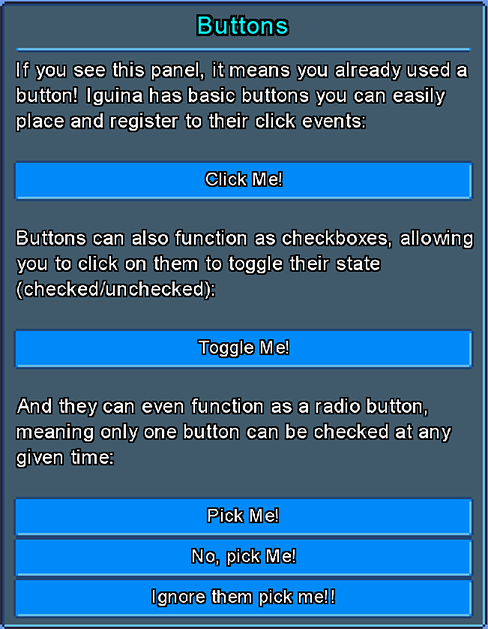 Buttons
If you see this panel, it means you already used a
button! Iguina has basic buttons you can easily
place and register to their click events:
Click Me!
Buttons can also function as checkboxes, allowing
you to click on them to toggle their state
(checked/unchecked):
Toggle Me!
And they can even function as a radio button,
meaning only one button can be checked at any
given time:
Pick Me!
No, pick Me!
Ignore them pick me!!